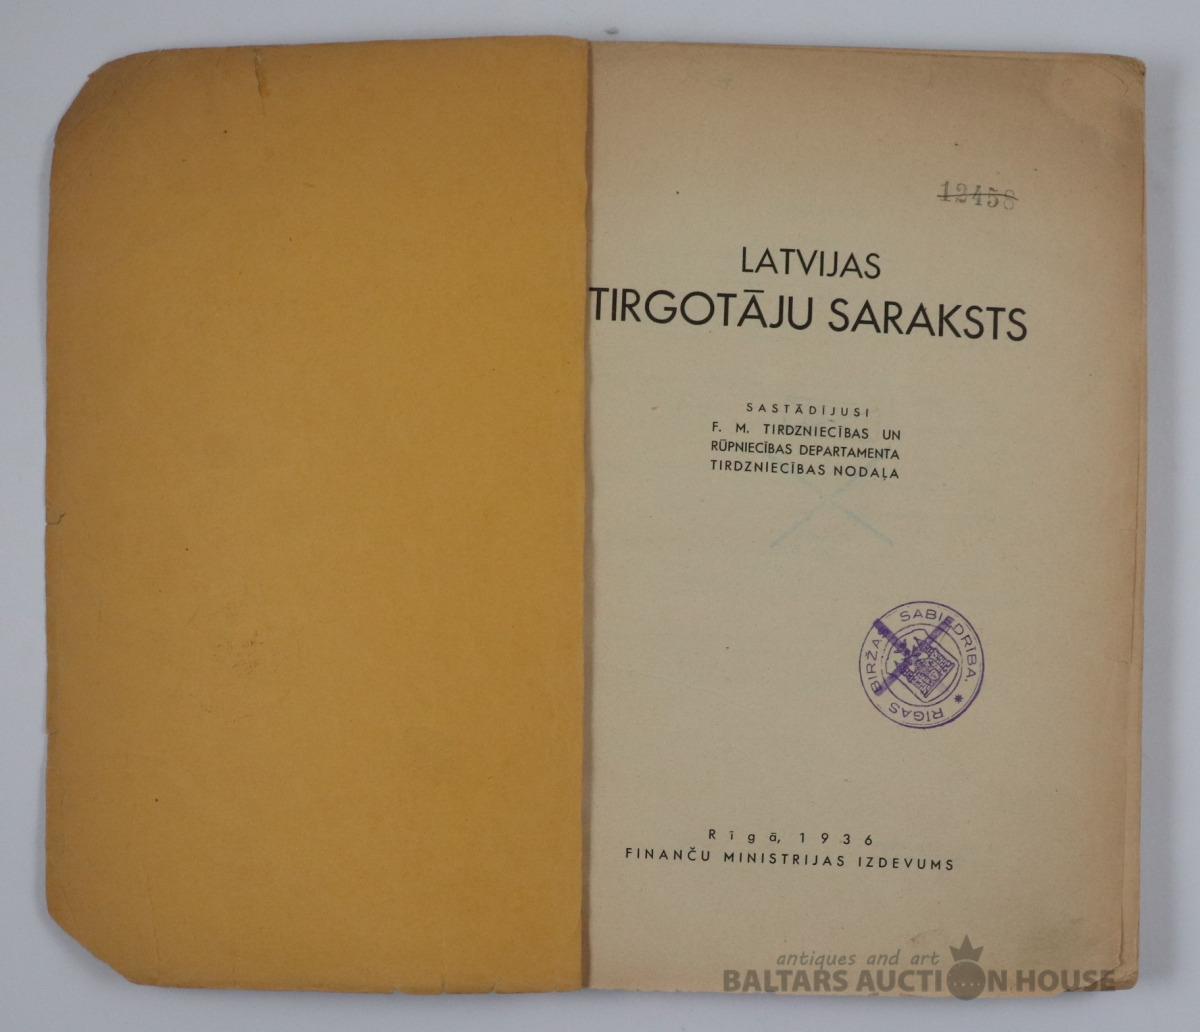 12458
LATVIJAS
TIRGOTĀJU SARAKSTS
SASTĀDĪJUSI
F. M. TIRDZNIECĪBAS UN
RŪPNIECĪBAS DEPARTAMENTA
TIRDZNIECĪBAS NODAĻA
RĪGAS BIRŽAS SABIEDRĪBA.
Rīgā, 1936
FINANČU MINISTRIJAS IZDEVUMS
antiques and art
BALTARS AUCTION HOUSE